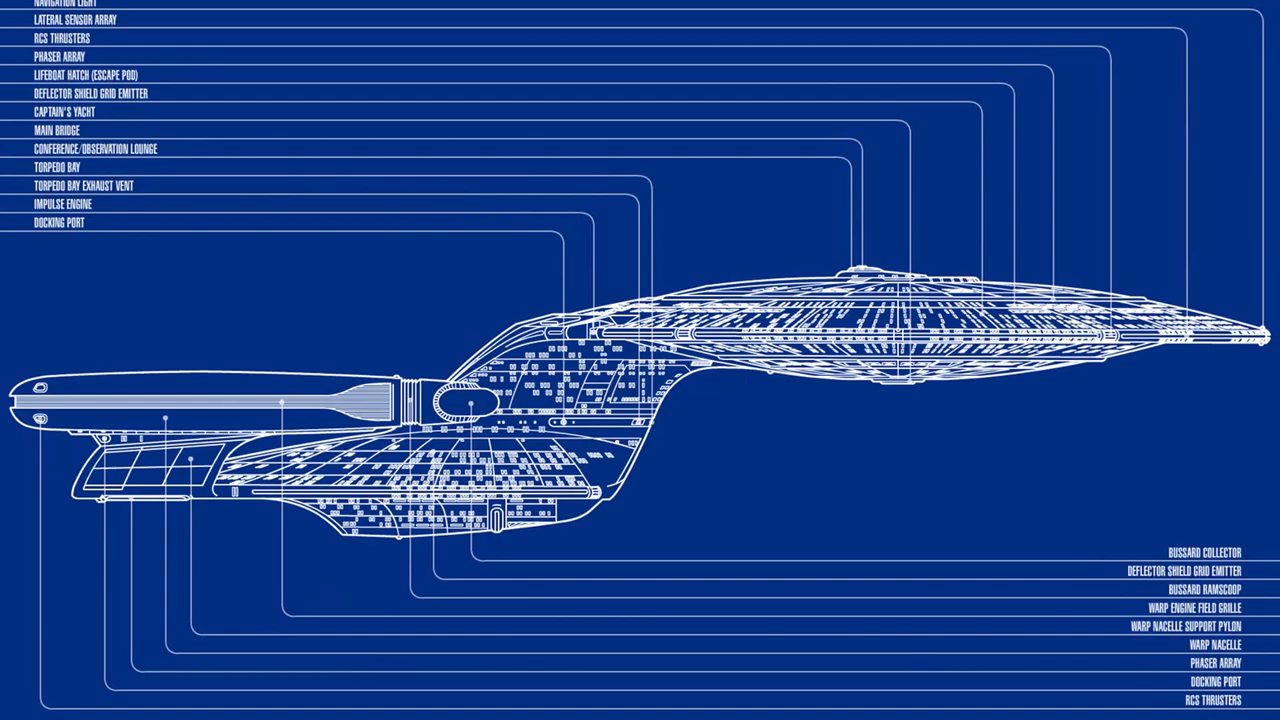 NAVIGATION LIGHT
LATERAL SENSOR ARRAY
RCS THRUSTERS
PHASER ARRAY
LIFEBOAT HATCH (ESCAPE POD)
DEFLECTOR SHIELD GRID EMITTER
CAPTAIN'S YACHT
MAIN BRIDGE
CONFERENCE/OBSERVATION LOUNGE
TORPEDO BAY
TORPEDO BAY EXHAUST VENT
IMPULSE ENGINE
DOCKING PORT
BUSSARD COLLECTOR
DEFLECTOR SHIELD GRID EMITTER
BUSSARD RAMSCOOP
WARP ENGINE FIELD GRILLE
WARP NACELLE SUPPORT PYLON
WARP NACELLE
PHASER ARRAY
DOCKING PORT
RCS THRUSTERS